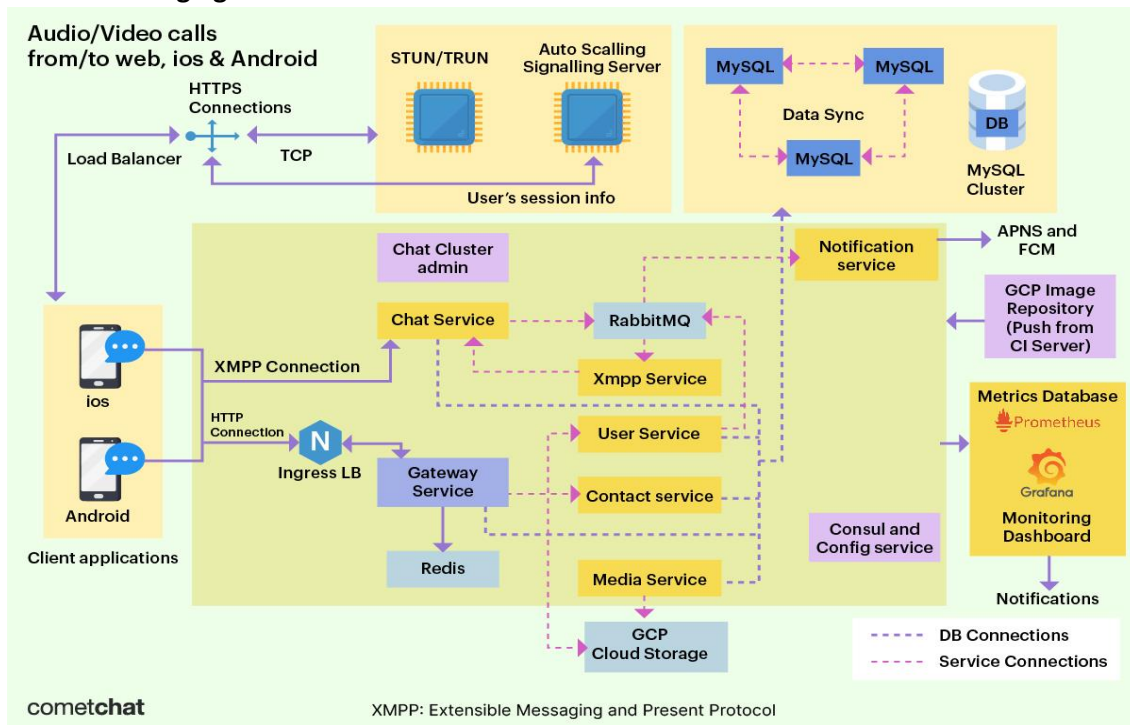 Audio/Video calls
from/to web, ios & Android
HTTPS
Connections
Load Balancer
TCP
STUN/TRUN
Auto Scalling
Signalling Server
User's session info
MySQL
MySQL
Data Sync
MySQL
DB
MySQL
Cluster
Chat Cluster
admin
Notification
service
APNS and
FCM
Chat Service
RabbitMQ
GCP Image
Repository
(Push from
CI Server)
ios
XMPP Connection
Xmpp Service
HTTP
Connection
N
Ingress LB
User Service
Gateway
Service
Contact service
Metrics Database
Prometheus
Grafana
Monitoring
Dashboard
Android
Client applications
Redis
Media Service
Consul and
Config service
Notifications
GCP
Cloud Storage
DB Connections
Service Connections
cometchat
XMPP: Extensible Messaging and Present Protocol